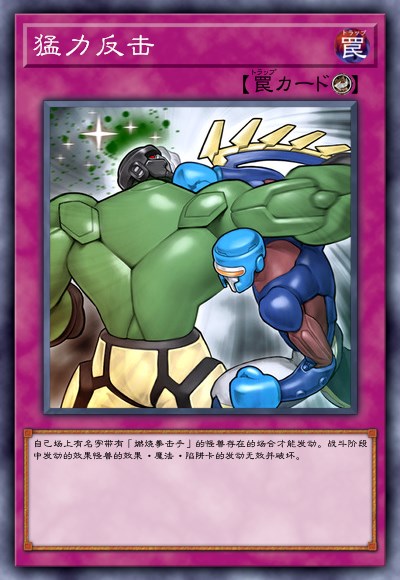 猛力反击
トラップ
罠
トラップ
【罠カード】
自己场上有名字带有「燃烧拳击手」的怪兽存在的场合才能发动。战斗阶段
中发动的效果怪兽的效果·魔法·陷阱卡的发动无效并破坏。